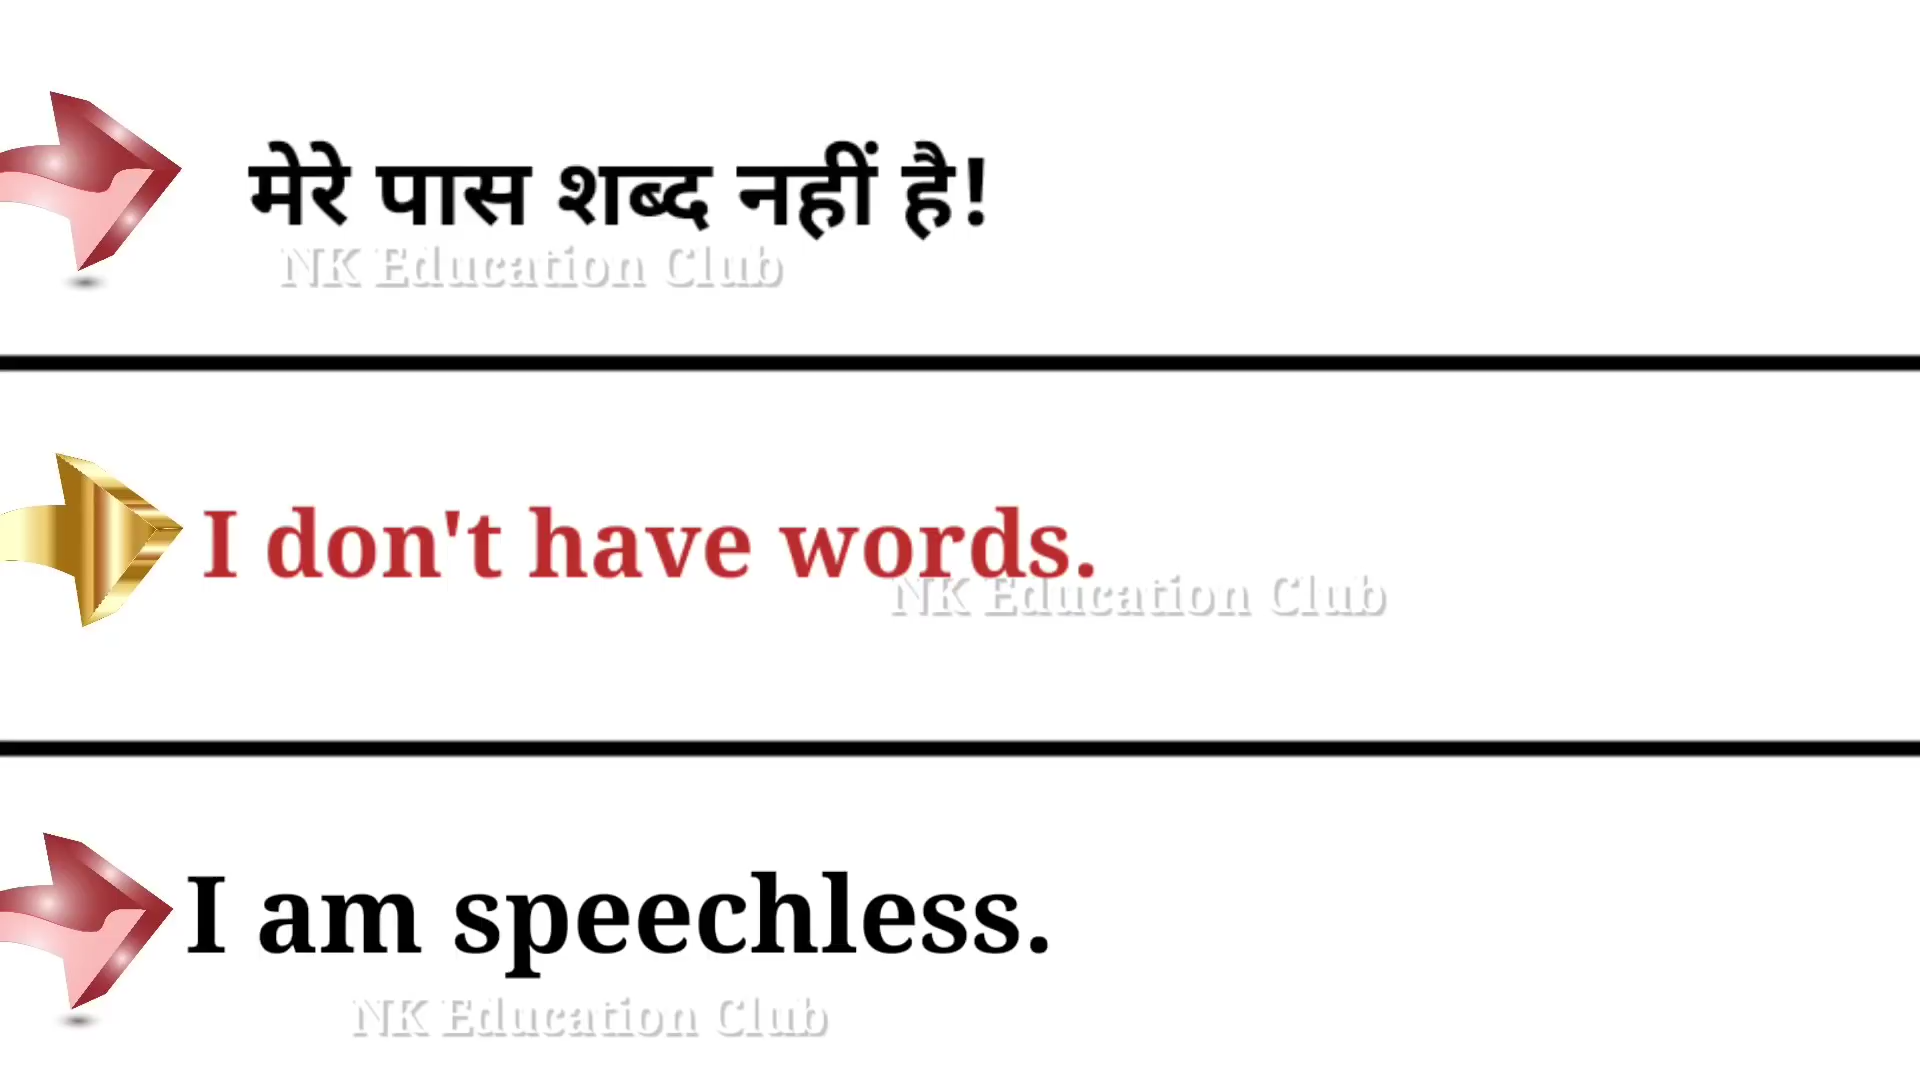 मेरे पास शब्द नहीं है!
NK Education Club
I don't have words.
NK Education Club
I am speechless.
NK Education Club